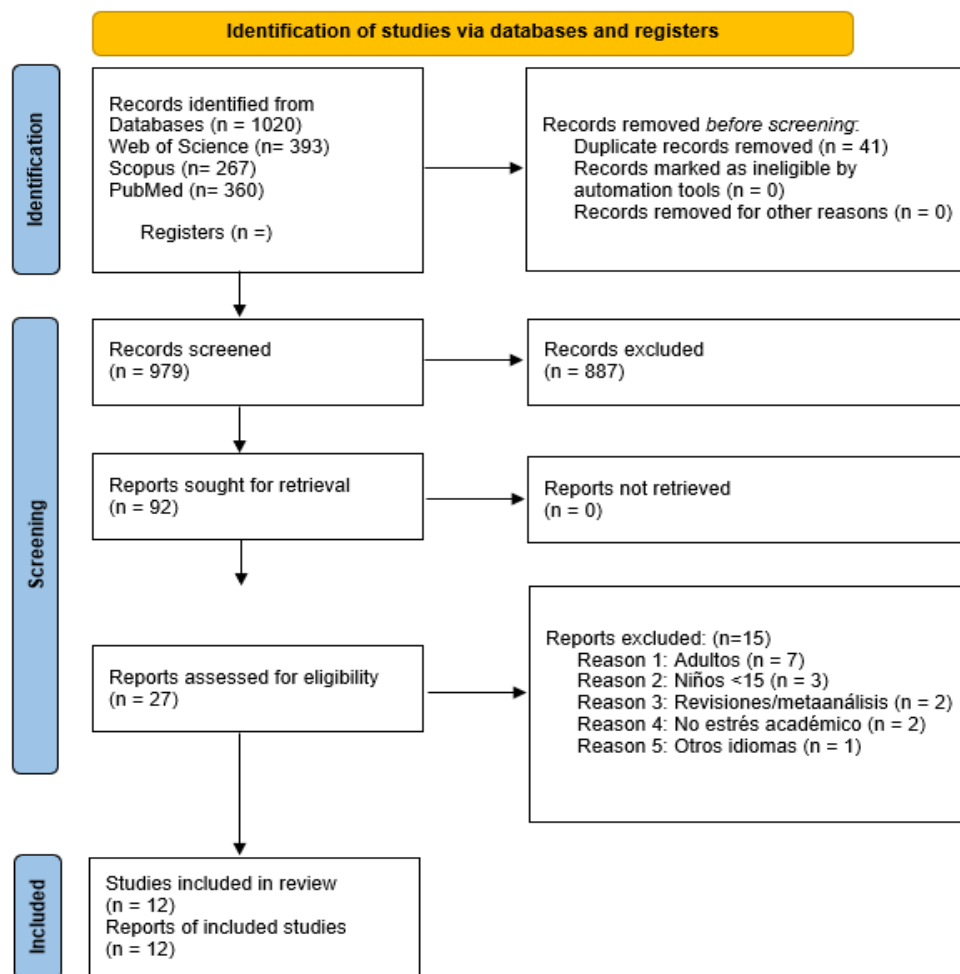 Identification of studies via databases and registers
Identification
Records identified from
Databases (n = 1020)
Web of Science (n= 393)
Scopus (n= 267)
PubMed (n= 360)
Registers (n =)
Records removed before screening:
Duplicate records removed (n = 41)
Records marked as ineligible by
automation tools (n = 0)
Records removed for other reasons (n = 0)
Screening
Records screened
(n = 979)
Records excluded
(n = 887)
Reports sought for retrieval
(n = 92)
Reports not retrieved
(n = 0)
Reports assessed for eligibility
(n = 27)
Reports excluded: (n=15)
Reason 1: Adultos (n = 7)
Reason 2: Niños <15 (n = 3)
Reason 3: Revisiones/metaanálisis (n = 2)
Reason 4: No estrés académico (n = 2)
Reason 5: Otros idiomas (n = 1)
Included
Studies included in review
(n = 12)
Reports of included studies
(n = 12)